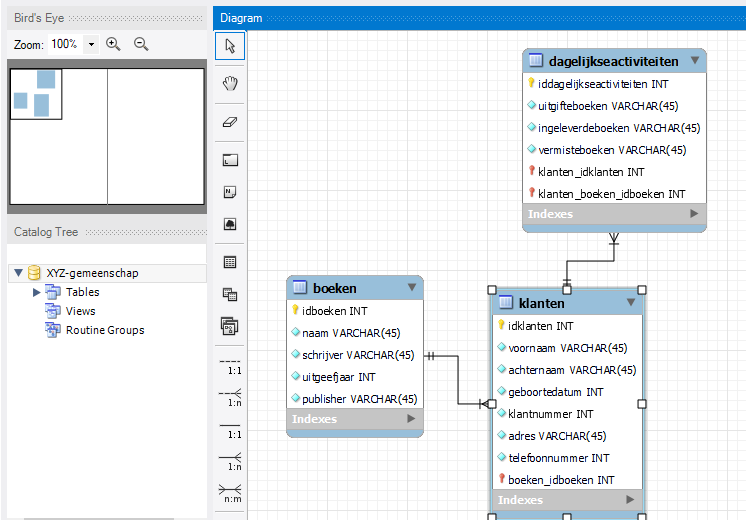 Bird's Eye
Zoom: 100%
Catalog Tree
XYZ-gemeenschap
Tables
Views
Routine Groups
1:1
1:n
1:1
1:n
n:m
Diagram
dagelijkseactiviteiten
iddagelijkseactiviteiten INT
uitgifteboeken VARCHAR(45)
ingeleverdeboeken VARCHAR(45)
vermisteboeken VARCHAR(45)
klanten_idklanten INT
klanten_boeken_idboeken INT
Indexes
boeken
idboeken INT
naam VARCHAR(45)
schrijver VARCHAR(45)
uitgeefjaar INT
publisher VARCHAR(45)
Indexes
klanten
idklanten INT
voornaam VARCHAR(45)
achternaam VARCHAR(45)
geboortedatum INT
klantnummer INT
adres VARCHAR(45)
telefoonnummer INT
boeken_idboeken INT
Indexes